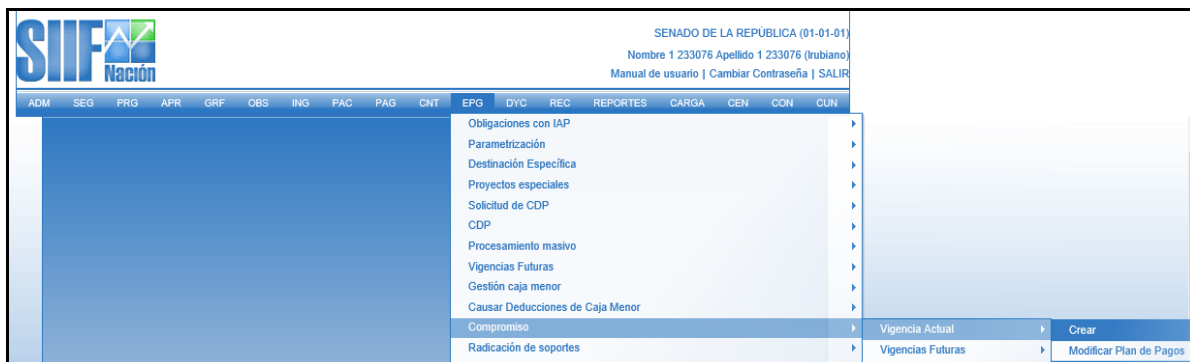 SIIF
Nación
SENADO DE LA REPÚBLICA (01-01-01)
Nombre 1 233076 Apellido 1 233076 (lrubiano)
Manual de usuario | Cambiar Contraseña | SALIR
ADM SEG PRG APR GRF OBS ING PAC PAG CNT EPG DYC REC REPORTES CARGA CEN CON CUN
Obligaciones con IAP
Parametrización
Destinación Específica
Proyectos especiales
Solicitud de CDP
CDP
Procesamiento masivo
Vigencias Futuras
Gestión caja menor
Causar Deducciones de Caja Menor
Compromiso Vigencia Actual Crear
Radicación de soportes Vigencias Futuras Modificar Plan de Pagos